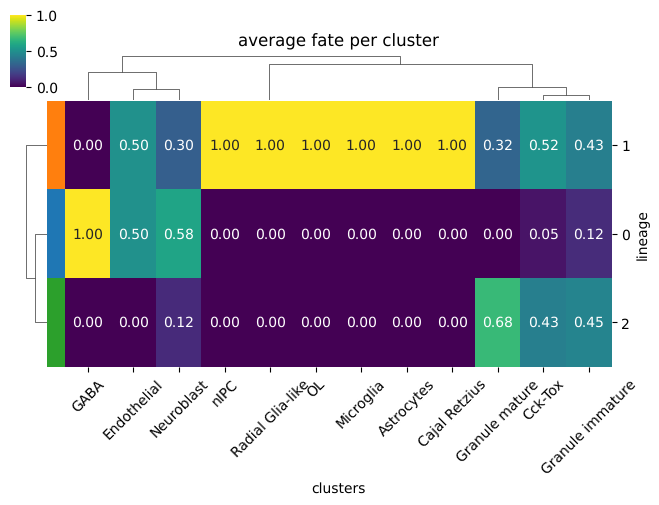 1.0
0.5
0.0
average fate per cluster
0.00 0.50 0.30 1.00 1.00 1.00 1.00 1.00 1.00 0.32 0.52 0.43 1
1.00 0.50 0.58 0.00 0.00 0.00 0.00 0.00 0.00 0.00 0.05 0.12 0
0.00 0.00 0.12 0.00 0.00 0.00 0.00 0.00 0.00 0.68 0.43 0.45 2
lineage
GABA
Endothelial
Neuroblast
nIPC
Radial Glia-like
OL
Microglia
Astrocytes
Cajal Retzius
Granule mature
Cck-Tox
Granule immature
clusters